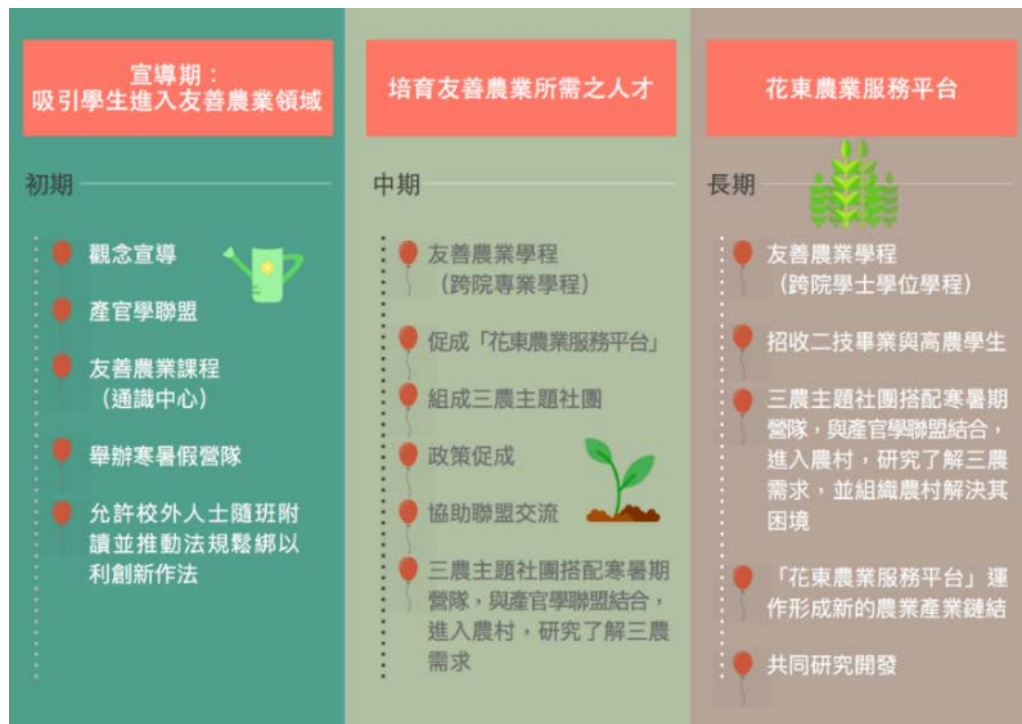 宣導期：
吸引學生進入友善農業領域
初期
觀念宣導
產官學聯盟
友善農業課程
（通識中心）
舉辦寒暑假營隊
允許校外人士隨班附
讀並推動法規鬆綁以
利創新作法
培育友善農業所需之人才
中期
友善農業學程
（跨院專業學程）
促成「花東農業服務平台」
組成三農主題社團
政策促成
協助聯盟交流
三農主題社團搭配寒暑期
營隊，與產官學聯盟結合，
進入農村，研究了解三農
需求
花東農業服務平台
長期
友善農業學程
（跨院學士學位學程）
招收二技畢業與高農學生
三農主題社團搭配寒暑期
營隊，與產官學聯盟結合，
進入農村，研究了解三農
需求，並組織農村解決其
困境
「花東農業服務平台」運
作形成新的農業產業鏈結
共同研究開發